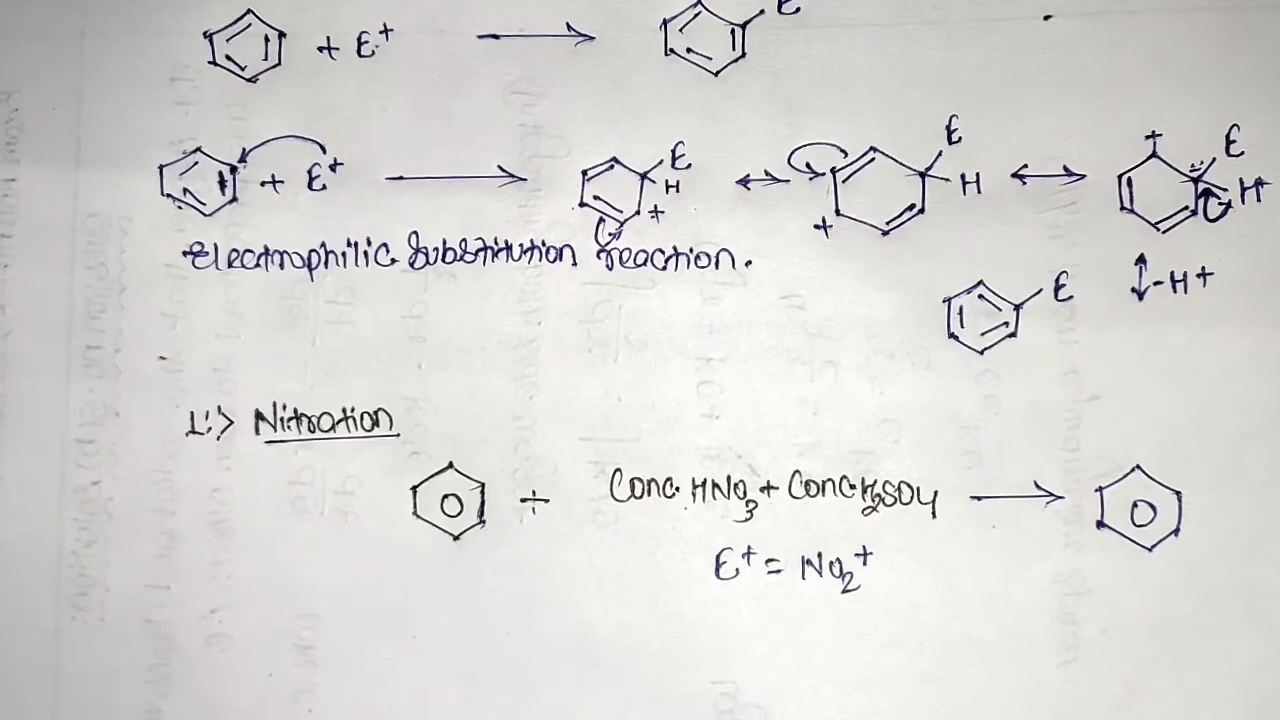 + E+ E
+ E+ E H + E H + + E H+
Electrophilic Substitution reaction.
E -H+
1:> Nitration
+ Conc. HNO3 + Conc. H2SO4
E+ = NO2+